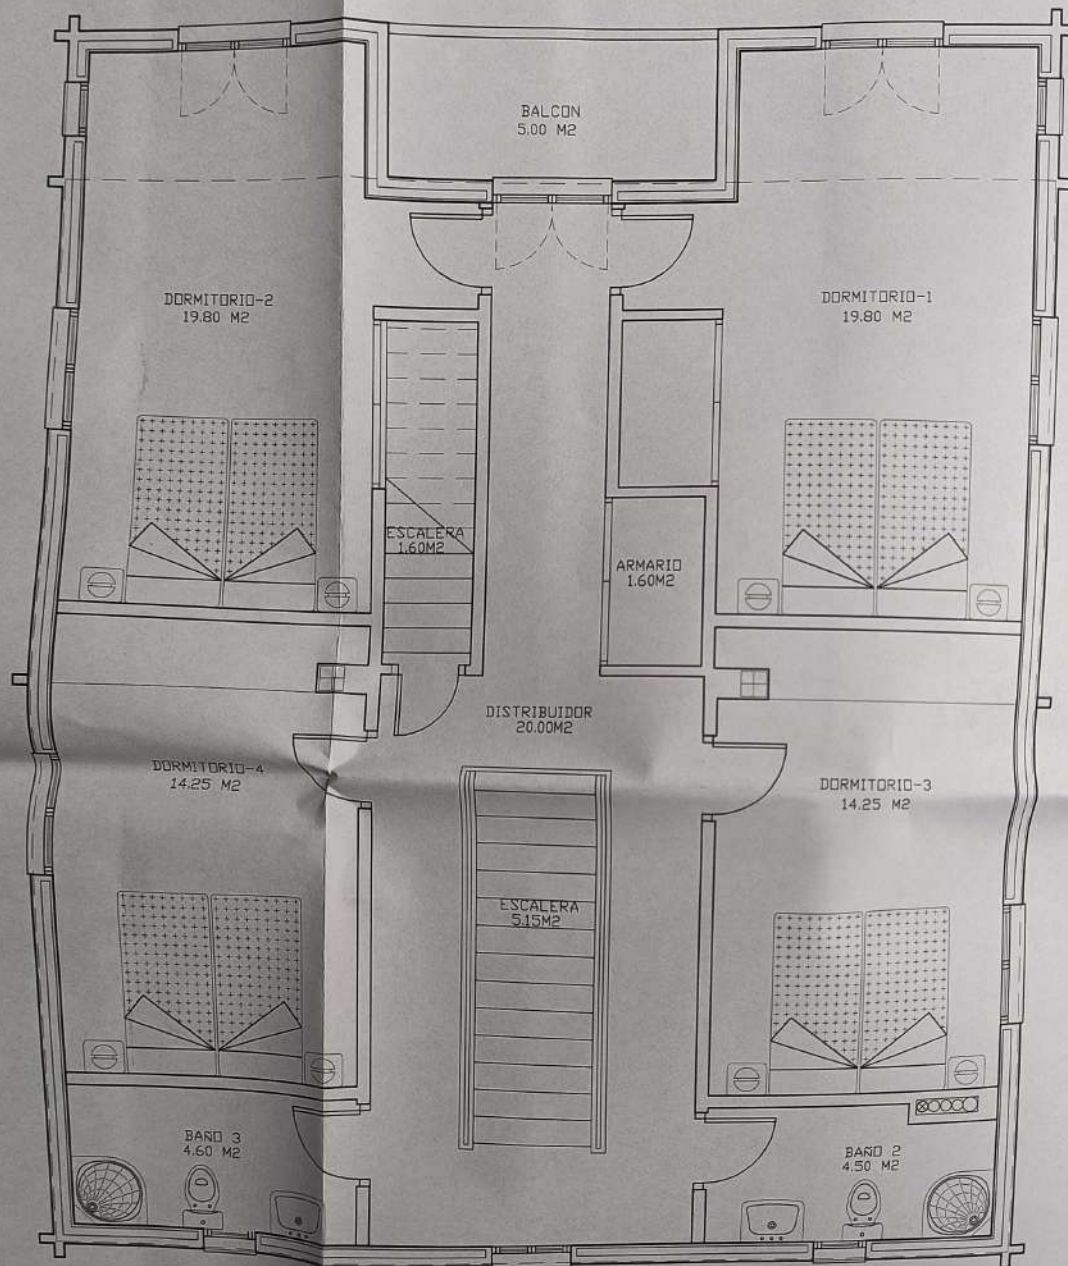 BALCON
5.00 M2
DORMITORIO-2
19.80 M2
DORMITORIO-1
19.80 M2
ESCALERA
1.60M2
ARMARIO
1.60M2
DISTRIBUIDOR
20.00M2
DORMITORIO-4
14.25 M2
DORMITORIO-3
14.25 M2
ESCALERA
5.15M2
BAÑO 3
4.60 M2
BAÑO 2
4.50 M2